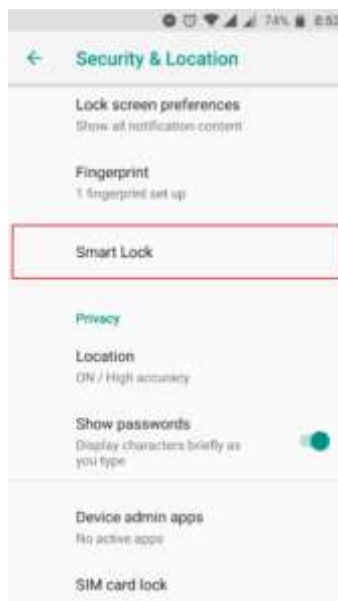 74% 8:53
Security & Location
Lock screen preferences
Show all notification content
Fingerprint
1 fingerprint set up
Smart Lock
Privacy
Location
ON / High accuracy
Show passwords
Display characters briefly as
you type
Device admin apps
No active apps
SIM card lock